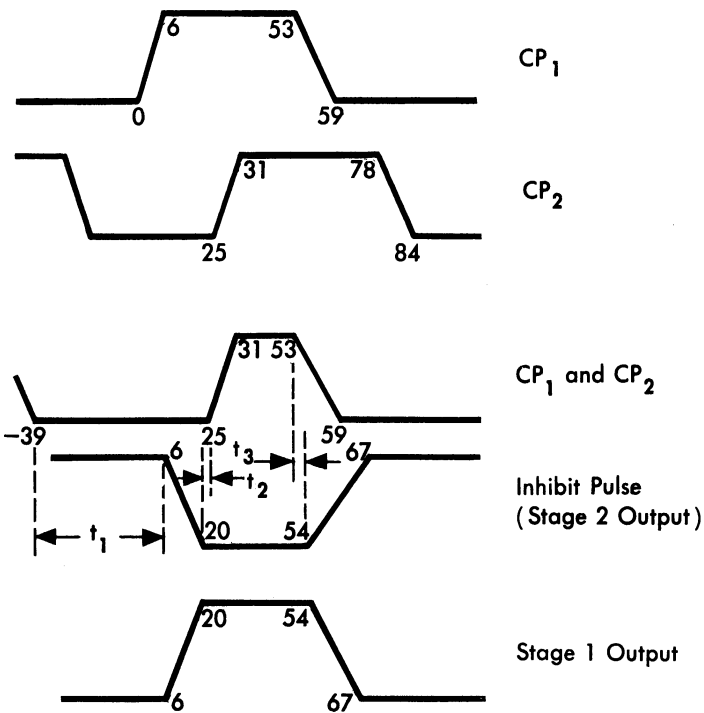 6 53
CP1
0 59
31 78
CP2
25 84
31 53
CP1 and CP2
-39 25 59
6 t3 67
t2
Inhibit Pulse
(Stage 2 Output)
t1
20 54
20 54
Stage 1 Output
6 67